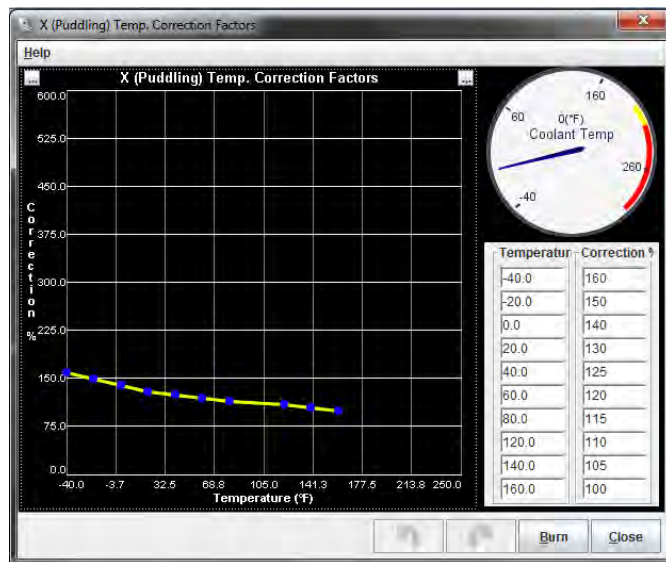 X (Puddling) Temp. Correction Factors
Help
... X (Puddling) Temp. Correction Factors ...
600.0
525.0
450.0
375.0
300.0
225.0
150.0
75.0
0.0
Correction %
-40.0 -3.7 32.5 68.8 105.0 141.3 177.5 213.8 250.0
Temperature (°F)
160
60
0(°F)
Coolant Temp
260
-40
Temperatur Correction %
-40.0 160
-20.0 150
0.0 140
20.0 130
40.0 125
60.0 120
80.0 115
120.0 110
140.0 105
160.0 100
Burn Close